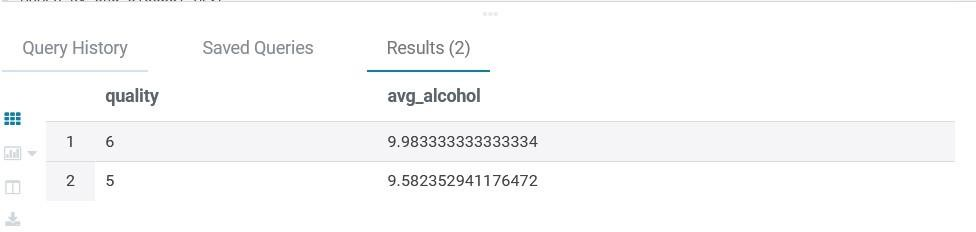 Query History Saved Queries Results (2)
quality avg_alcohol
1 6 9.983333333333334
2 5 9.582352941176472